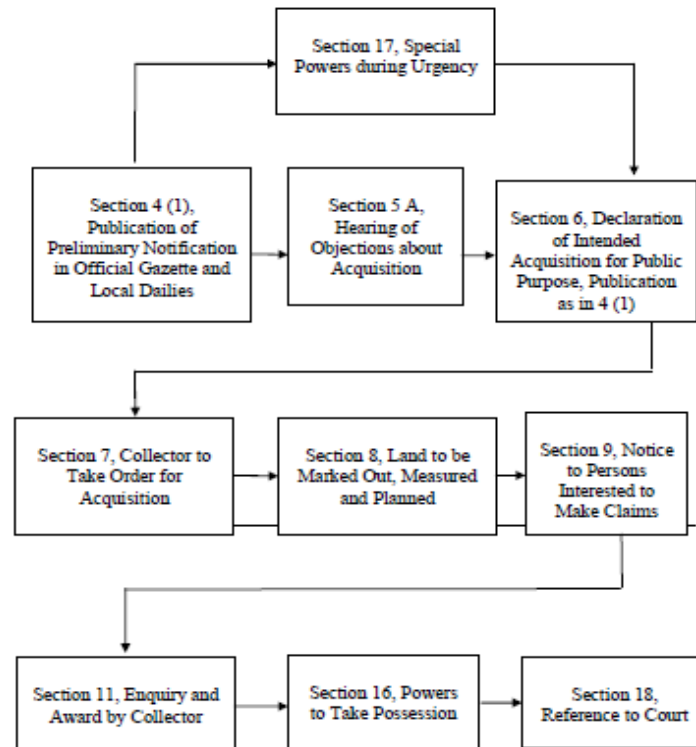 Section 17, Special
Powers during Urgency
Section 4 (1),
Publication of
Preliminary Notification
in Official Gazette and
Local Dailies
Section 5 A,
Hearing of
Objections about
Acquisition
Section 6, Declaration
of Intended
Acquisition for Public
Purpose, Publication
as in 4 (1)
Section 7, Collector to
Take Order for
Acquisition
Section 8, Land to be
Marked Out, Measured
and Planned
Section 9, Notice
to Persons
Interested to
Make Claims
Section 11, Enquiry and
Award by Collector
Section 16, Powers
to Take Possession
Section 18,
Reference to Court